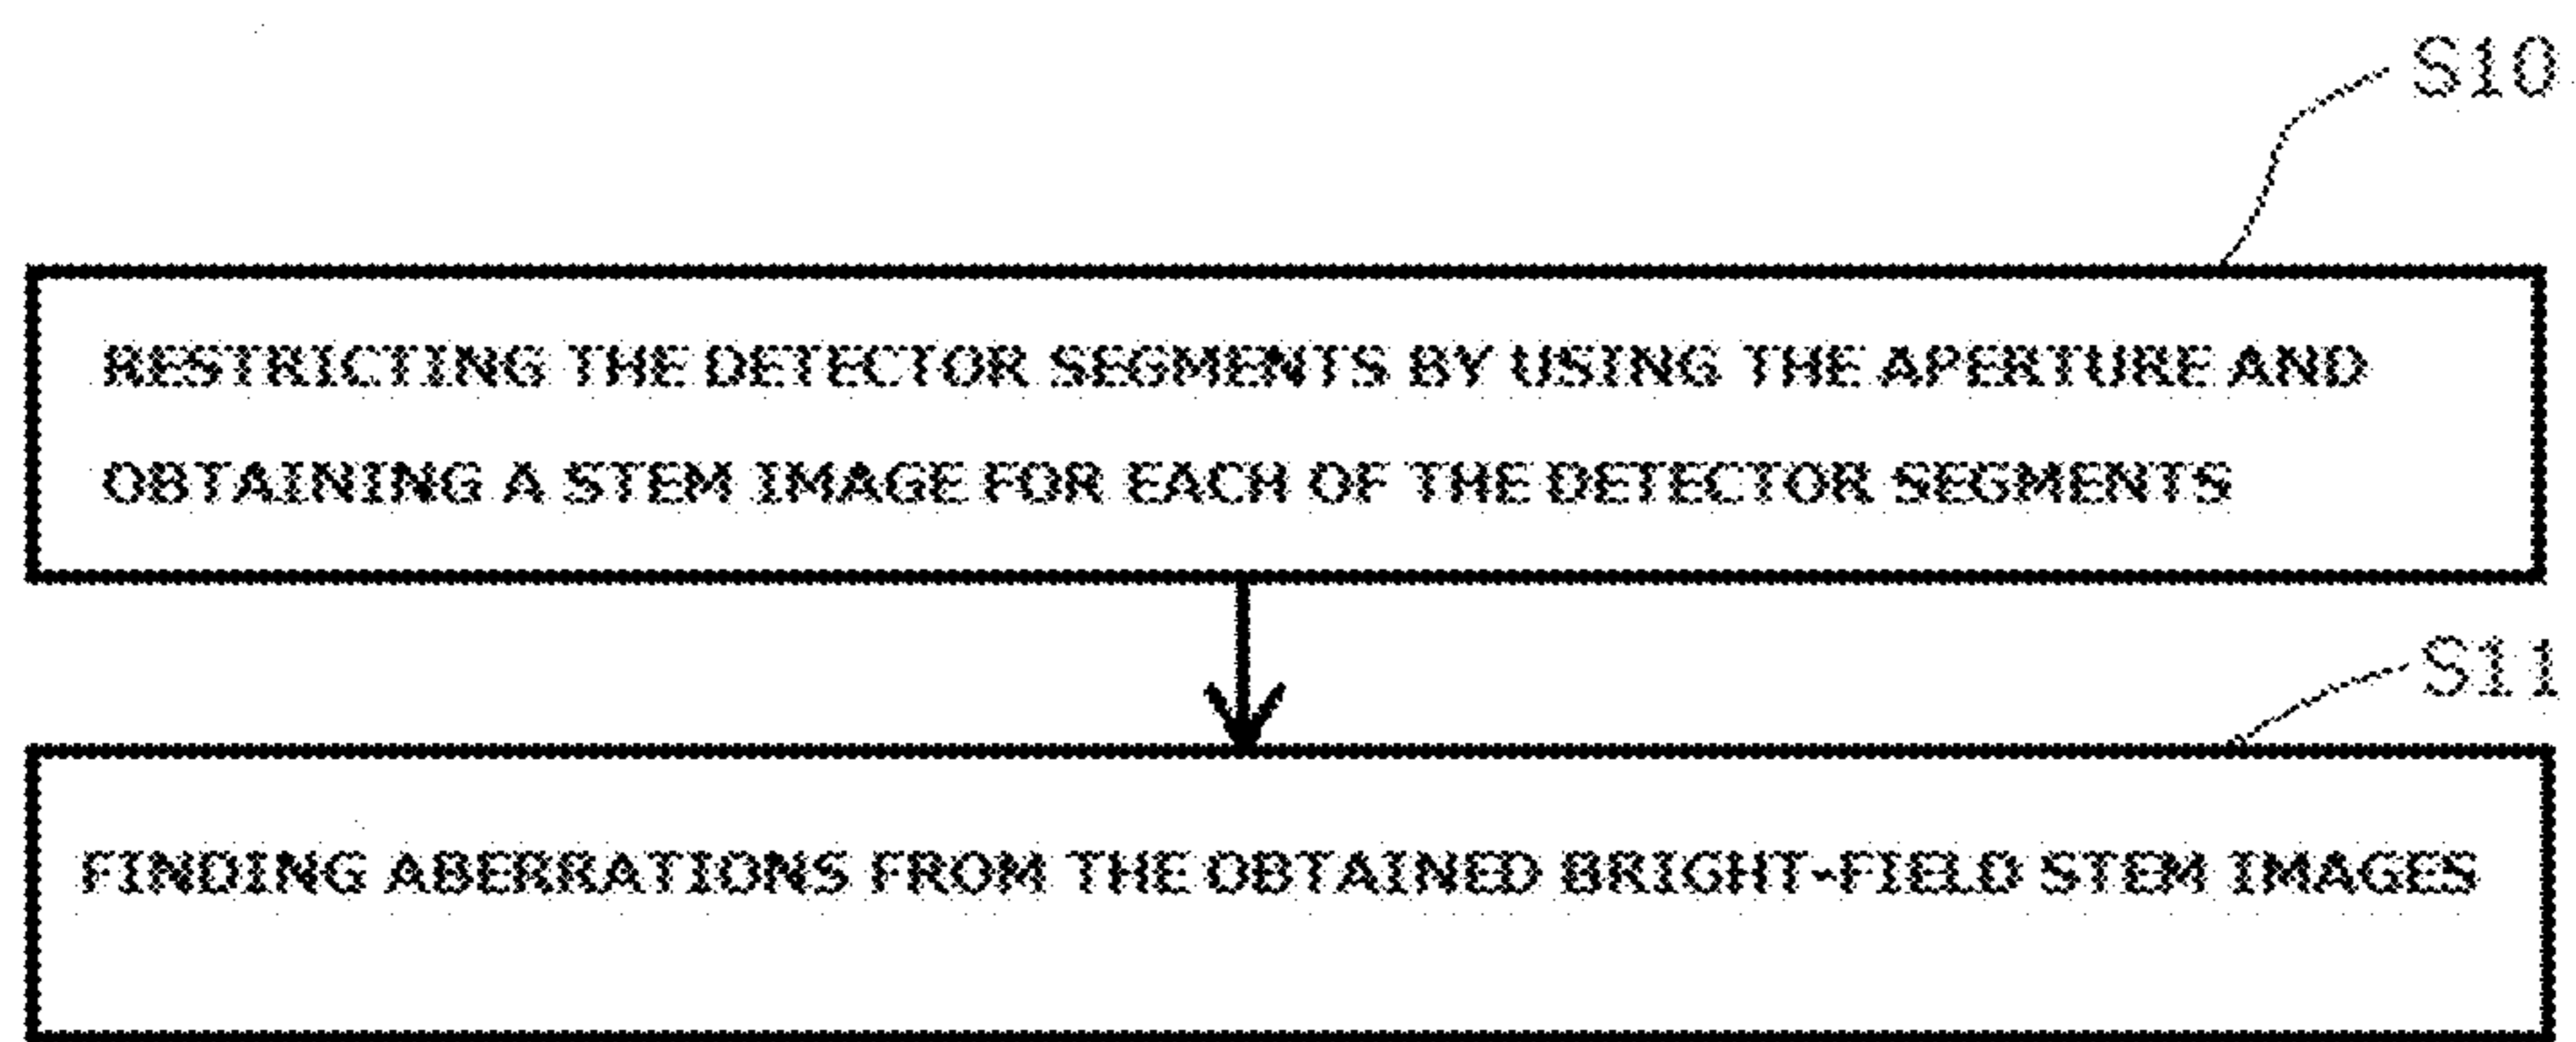 S10
RESTRICTING THE DETECTOR SEGMENTS BY USING THE APERTURE AND
OBTAINING A STEM IMAGE FOR EACH OF THE DETECTOR SEGMENTS
S11
FINDING ABERRATIONS FROM THE OBTAINED BRIGHT-FIELD STEM IMAGES